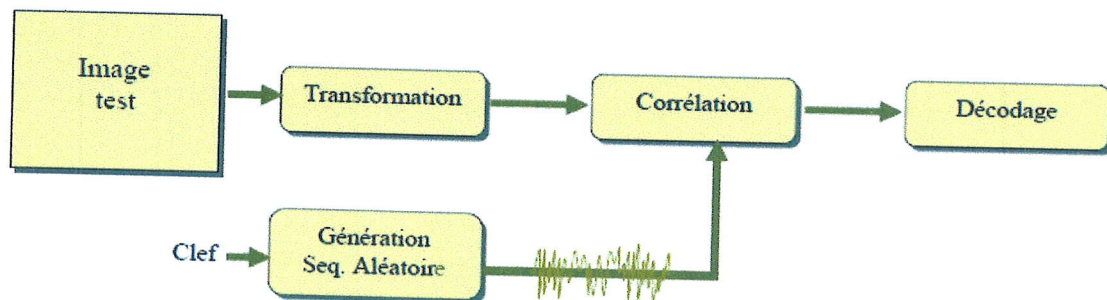 Image
test
Transformation
Corrélation
Décodage
Clef
Génération
Seq. Aléatoire